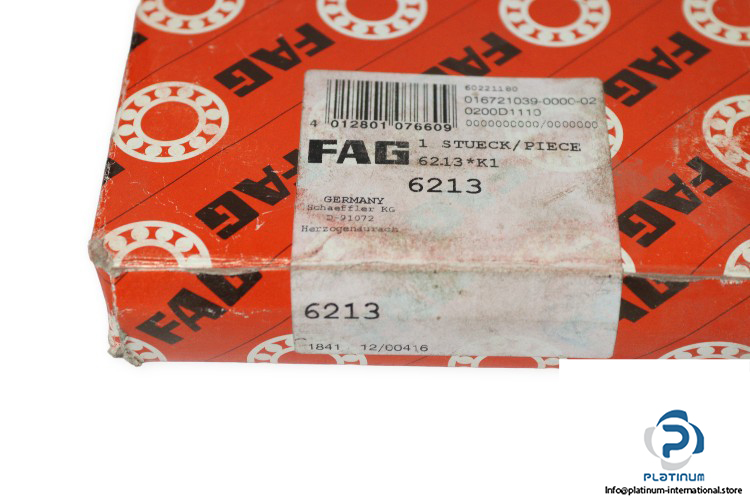 FAG
FAG
FAG
FAG
FAG
FAG
60221180
016721039-0000-02
0200D1110
0000000000/0000000
4 012801 076609
FAG
1 STUECK/PIECE
6213*K1
6213
GERMANY
Schaeffler KG
D-91072
Herzogenaurach
6213
1841 12/00416
PLATINUM
Info@platinum-international.store